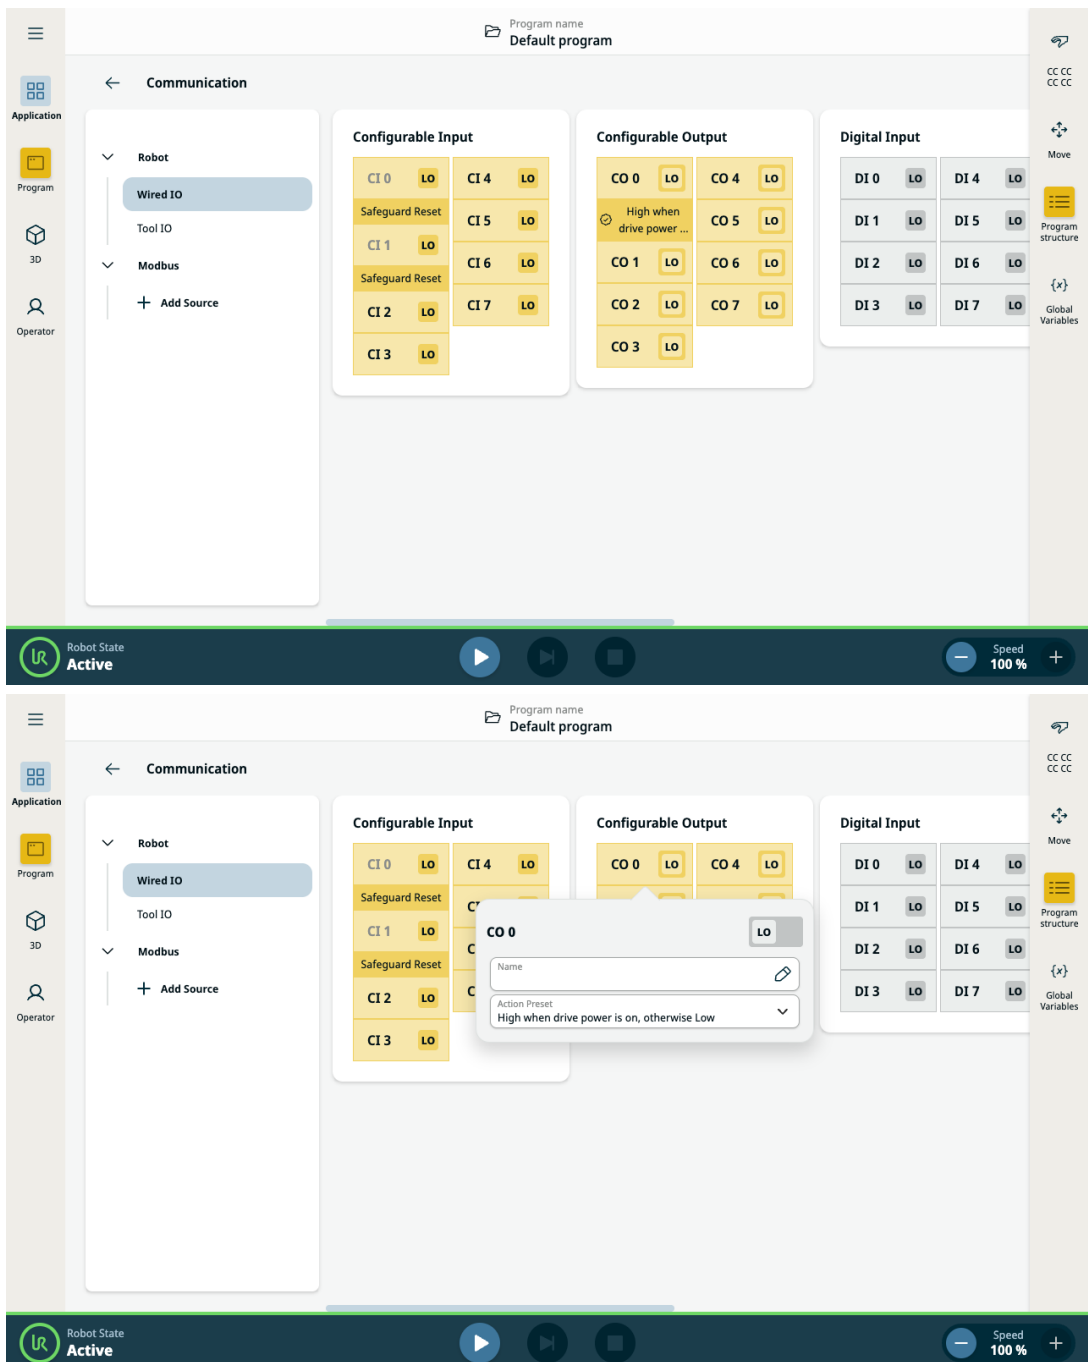 Program name
Default program
Communication
Application
Program
3D
Operator
Robot
Wired IO
Tool IO
Modbus
Add Source
Configurable Input
CI 0 LO CI 4 LO
Safeguard Reset
CI 5 LO
CI 1 LO
CI 6 LO
Safeguard Reset
CI 2 LO CI 7 LO
CI 3 LO
Configurable Output
CO 0 LO CO 4 LO
High when
drive power ...
CO 5 LO
CO 1 LO CO 6 LO
CO 2 LO CO 7 LO
CO 3 LO
Digital Input
DI 0 LO DI 4 LO
DI 1 LO DI 5 LO
DI 2 LO DI 6 LO
DI 3 LO DI 7 LO
CC CC
CC CC
Move
Program
structure
{x}
Global
Variables
UR
Robot State
Active
Speed
100 %
Program name
Default program
Communication
Application
Program
3D
Operator
Robot
Wired IO
Tool IO
Modbus
Add Source
Configurable Input
CI 0 LO CI 4 LO
Safeguard Reset
C
CI 1 LO
C
Safeguard Reset
CI 2 LO C
CI 3 LO
Configurable Output
CO 0 LO CO 4 LO
CO 0 LO
Name
Action Preset
High when drive power is on, otherwise Low
Digital Input
DI 0 LO DI 4 LO
DI 1 LO DI 5 LO
DI 2 LO DI 6 LO
DI 3 LO DI 7 LO
CC CC
CC CC
Move
Program
structure
{x}
Global
Variables
UR
Robot State
Active
Speed
100 %